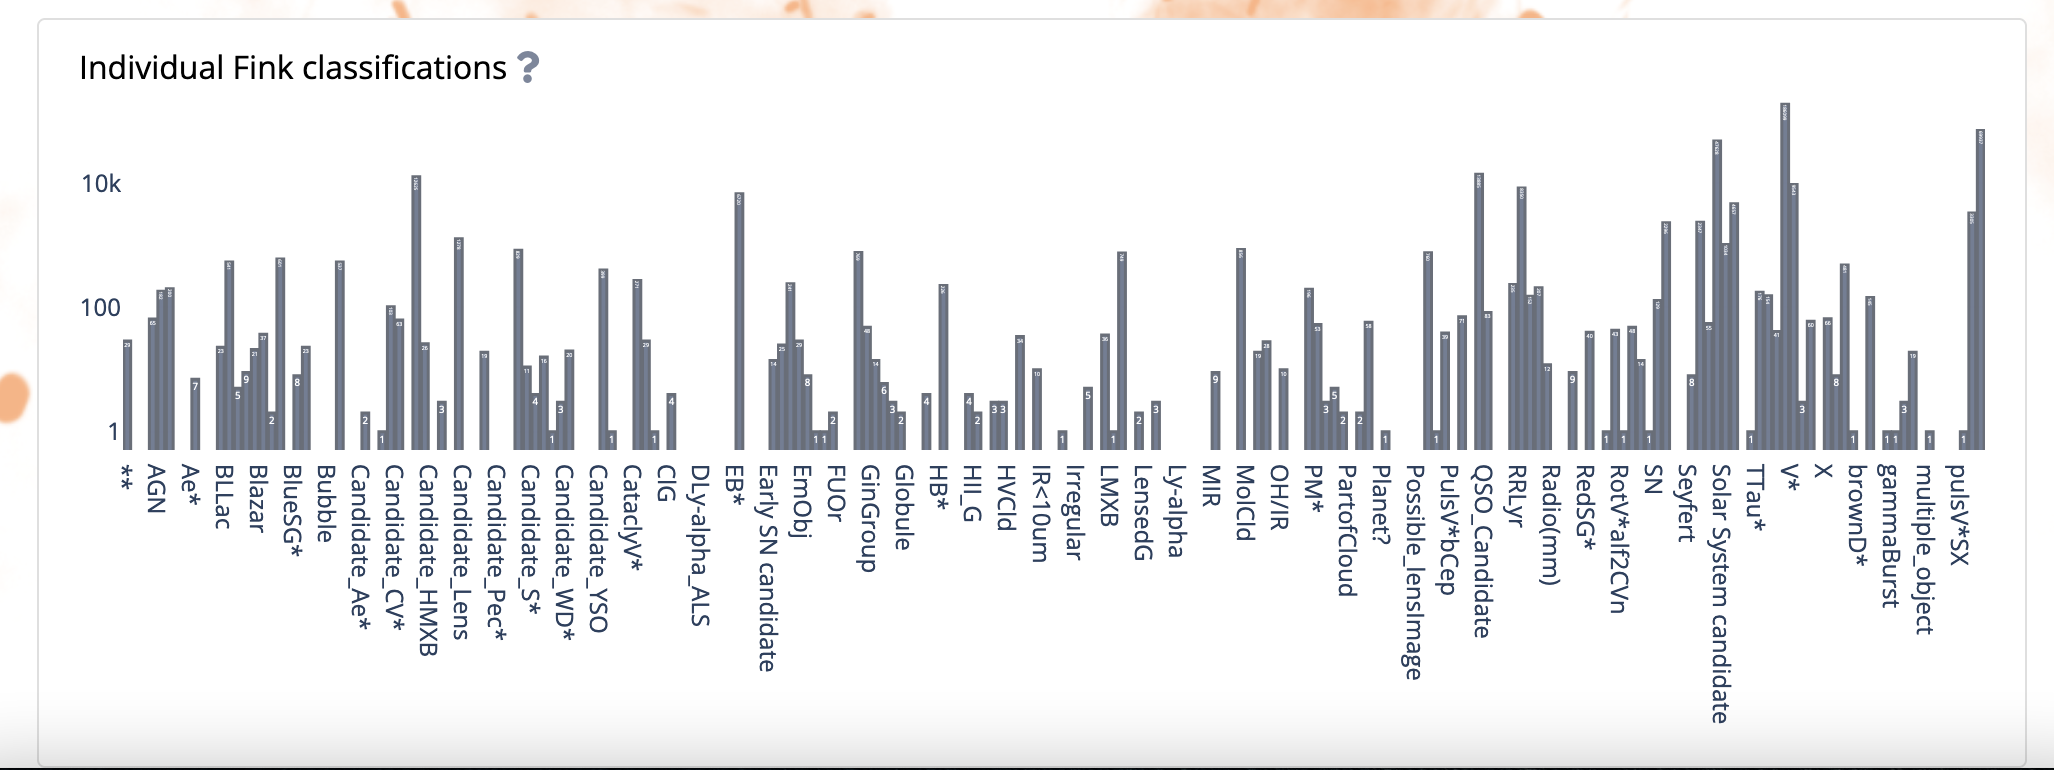 Individual Fink classifications ?
10k
100
1
29
65
7
23
5
9
21
37
2
8
23
2
1
63
26
3
19
11
4
16
1
3
20
1
29
1
4
14
25
29
8
1
1
2
48
14
6
3
2
4
4
2
3
3
34
10
1
5
36
1
2
3
9
19
28
10
53
3
5
2
2
58
1
1
39
71
83
12
9
40
1
43
1
48
14
1
8
55
1
41
3
60
66
8
1
1
1
3
19
1
1
**
AGN
Ae*
BLLac
Blazar
BlueSG*
Bubble
Candidate_Ae*
Candidate_CV*
Candidate_HMXB
Candidate_Lens
Candidate_Pec*
Candidate_S*
Candidate_WD*
Candidate_YSO
CataclyV*
ClG
DLy-alpha_ALS
EB*
Early SN candidate
EmObj
FUOr
GinGroup
Globule
HB*
HII_G
HVCld
IR<10um
Irregular
LMXB
LensedG
Ly-alpha
MIR
MolCld
OH/IR
PM*
PartofCloud
Planet?
Possible_lensImage
PulsV*bCep
QSO_Candidate
RRLyr
Radio(mm)
RedSG*
RotV*alf2CVn
SN
Seyfert
Solar System candidate
TTau*
V*
X
brownD*
gammaBurst
multiple_object
pulsV*SX